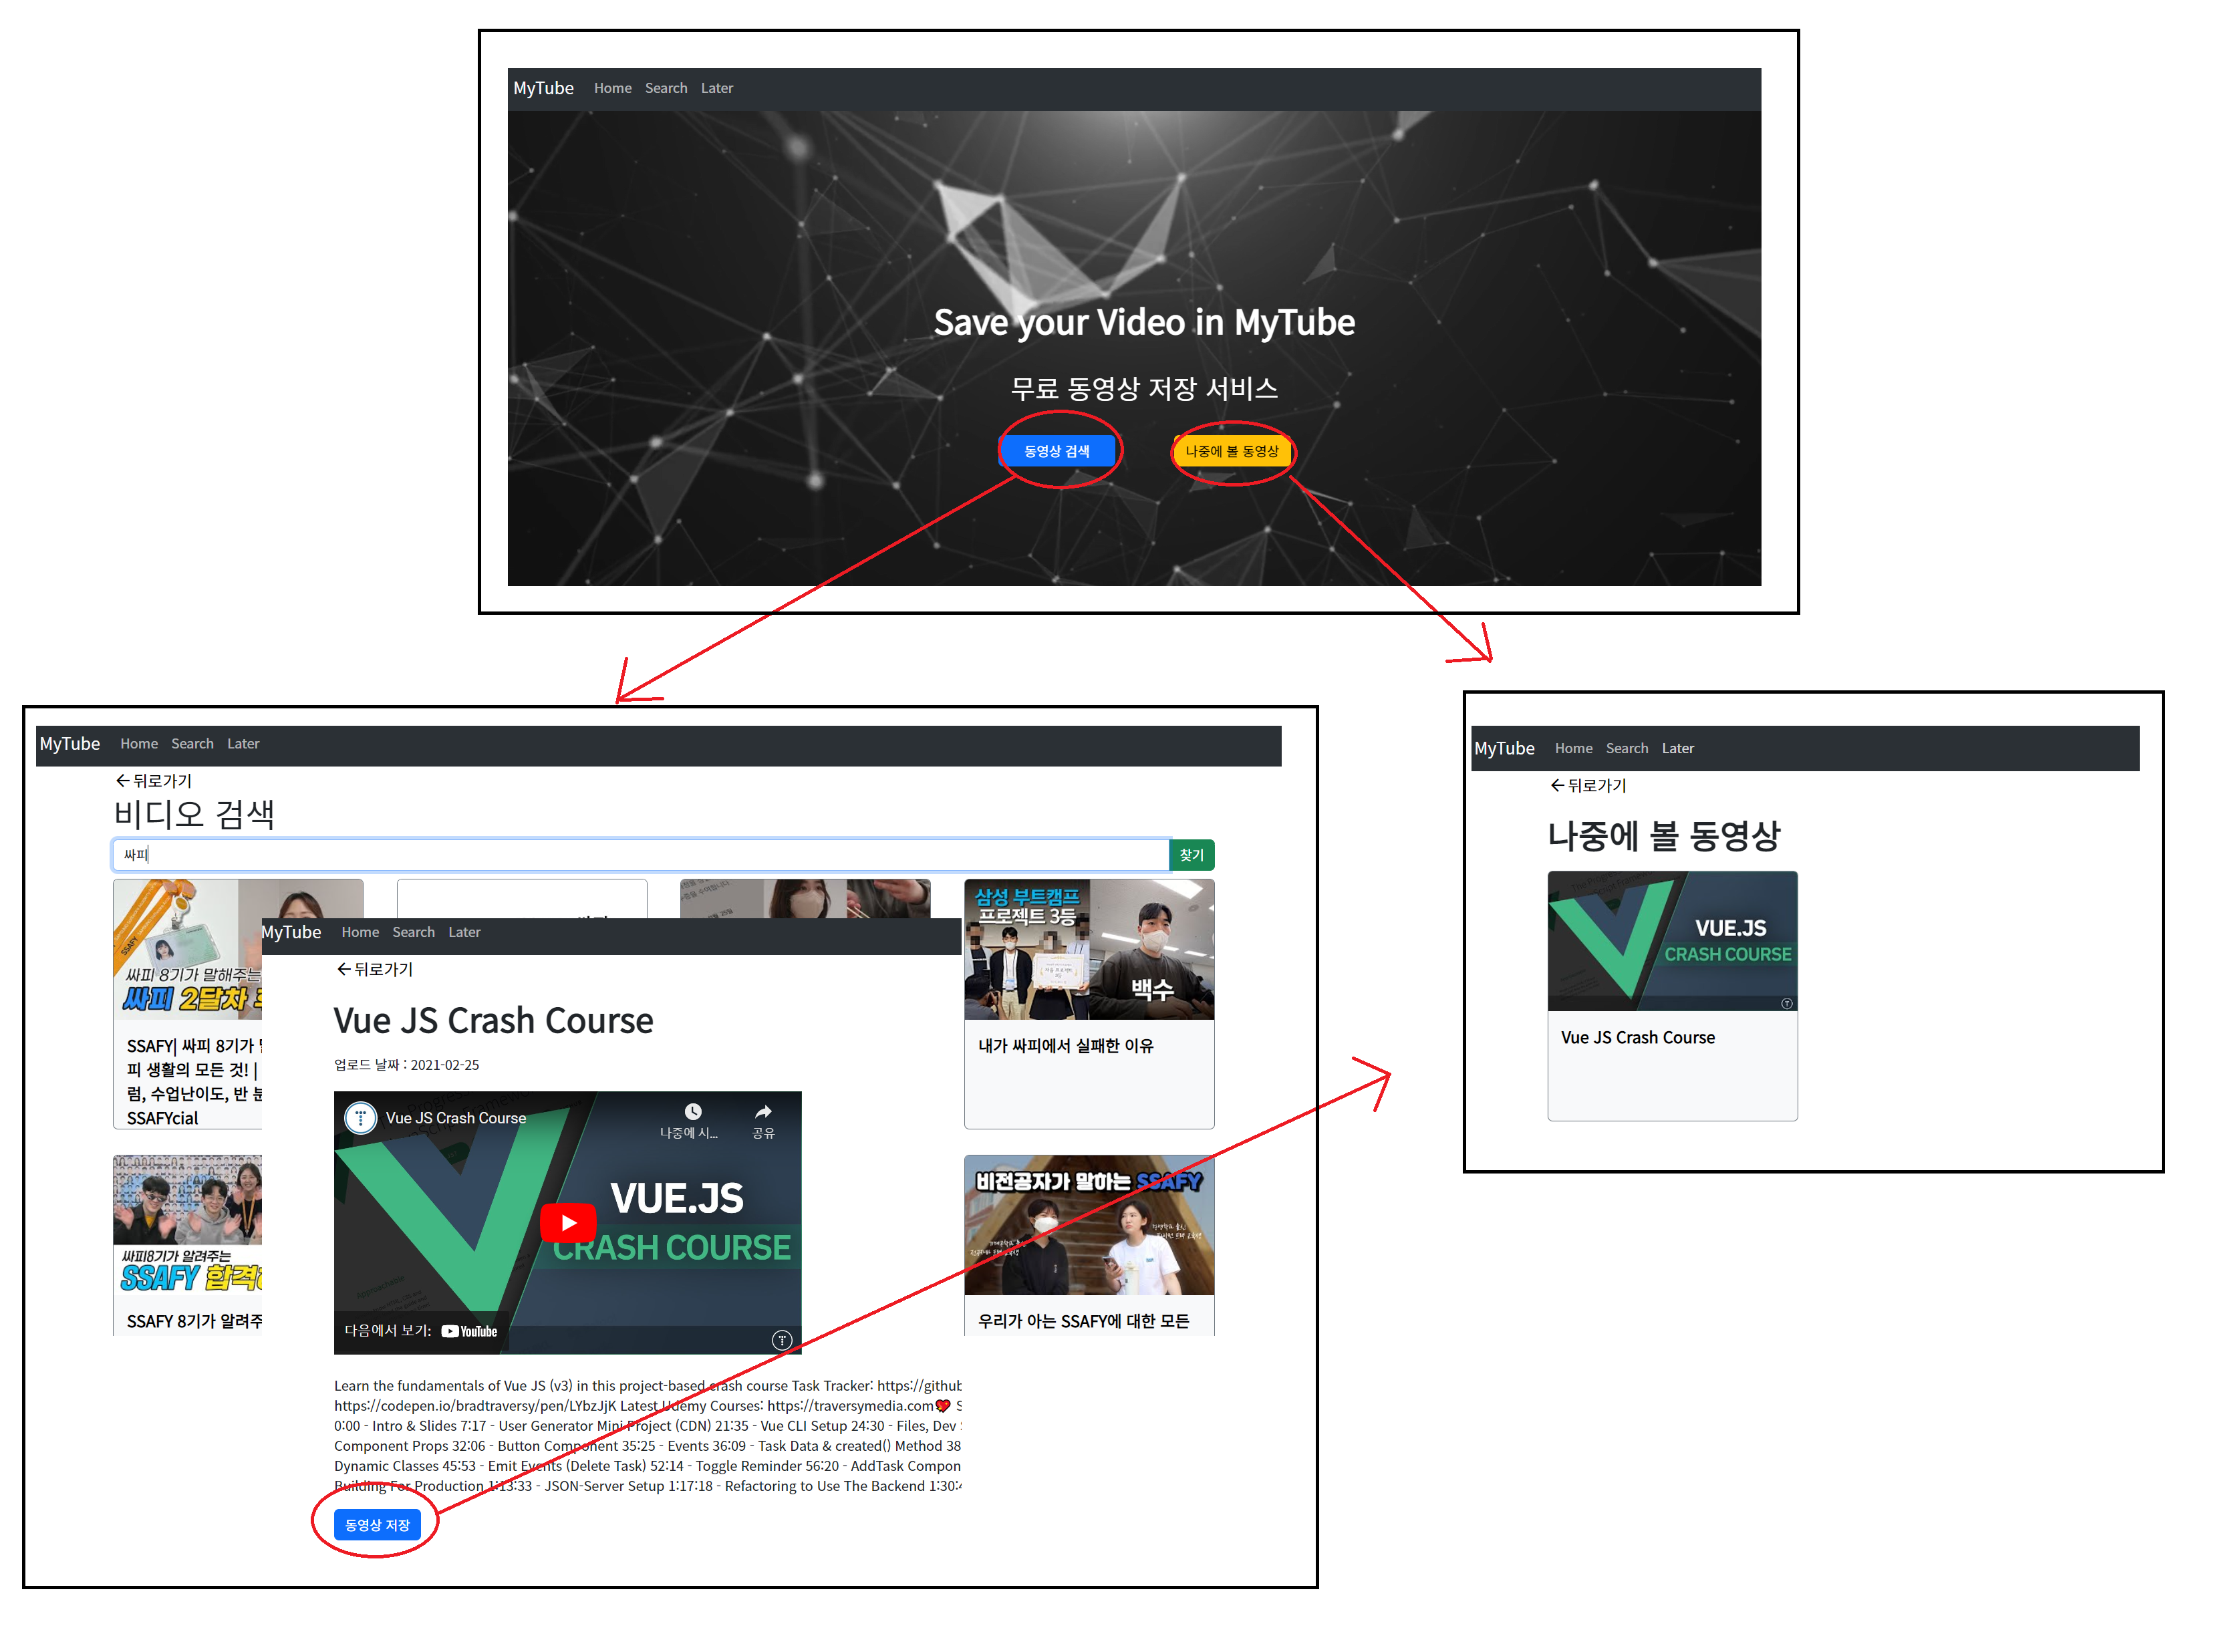 MyTube Home Search Later
Save your Video in MyTube
무료 동영상 저장 서비스
동영상 검색
나중에 볼 동영상
MyTube Home Search Later
뒤로가기
비디오 검색
싸피
찾기
SSAFY
싸피 8기가 말해주는
싸피 2달차
SSAFY| 싸피 8기가
피 생활의 모든 것! |
럼, 수업난이도, 반
SSAFYcial
삼성 부트캠프
프로젝트 3등
백수
내가 싸피에서 실패한 이유
싸피8기가 알려주는
SSAFY 합격
SSAFY 8기가 알려주
비전공자가 말하는 SSAFY
우리가 아는 SSAFY에 대한 모든
MyTube Home Search Later
뒤로가기
Vue JS Crash Course
업로드 날짜 : 2021-02-25
Vue JS Crash Course
나중에 시...
공유
VUE.JS
CRASH COURSE
다음에서 보기: YouTube
Learn the fundamentals of Vue JS (v3) in this project-based crash course Task Tracker: https://github
https://codepen.io/bradtraversy/pen/LYbzJjK Latest Udemy Courses: https://traversymedia.com💖 S
0:00 - Intro & Slides 7:17 - User Generator Mini Project (CDN) 21:35 - Vue CLI Setup 24:30 - Files, Dev
Component Props 32:06 - Button Component 35:25 - Events 36:09 - Task Data & created() Method 38
Dynamic Classes 45:53 - Emit Events (Delete Task) 52:14 - Toggle Reminder 56:20 - AddTask Compon
Building For Production 1:13:33 - JSON-Server Setup 1:17:18 - Refactoring to Use The Backend 1:30:4
동영상 저장
MyTube Home Search Later
뒤로가기
나중에 볼 동영상
VUE.JS
CRASH COURSE
Vue JS Crash Course